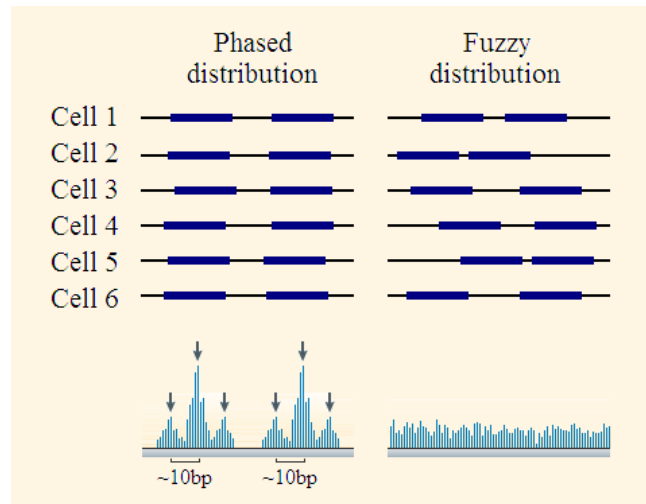 Phased
distribution
Fuzzy
distribution
Cell 1
Cell 2
Cell 3
Cell 4
Cell 5
Cell 6
~10bp
~10bp